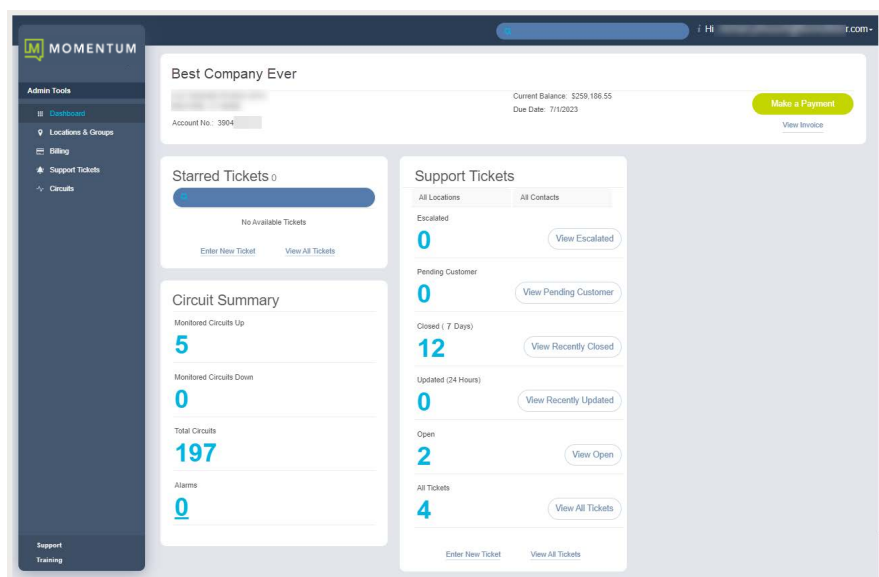 MOMENTUM
Hi r.com
Admin Tools
Dashboard
Locations & Groups
Billing
Support Tickets
Circuits
Support
Training
Best Company Ever
Current Balance: $259,186.55
Due Date: 7/1/2023
Account No.: 3904
Make a Payment
View Invoice
Starred Tickets 0
No Available Tickets
Enter New Ticket View All Tickets
Circuit Summary
Monitored Circuits Up
5
Monitored Circuits Down
0
Total Circuits
197
Alarms
0
Support Tickets
All Locations All Contacts
Escalated
0 View Escalated
Pending Customer
0 View Pending Customer
Closed ( 7 Days)
12 View Recently Closed
Updated (24 Hours)
0 View Recently Updated
Open
2 View Open
All Tickets
4 View All Tickets
Enter New Ticket View All Tickets